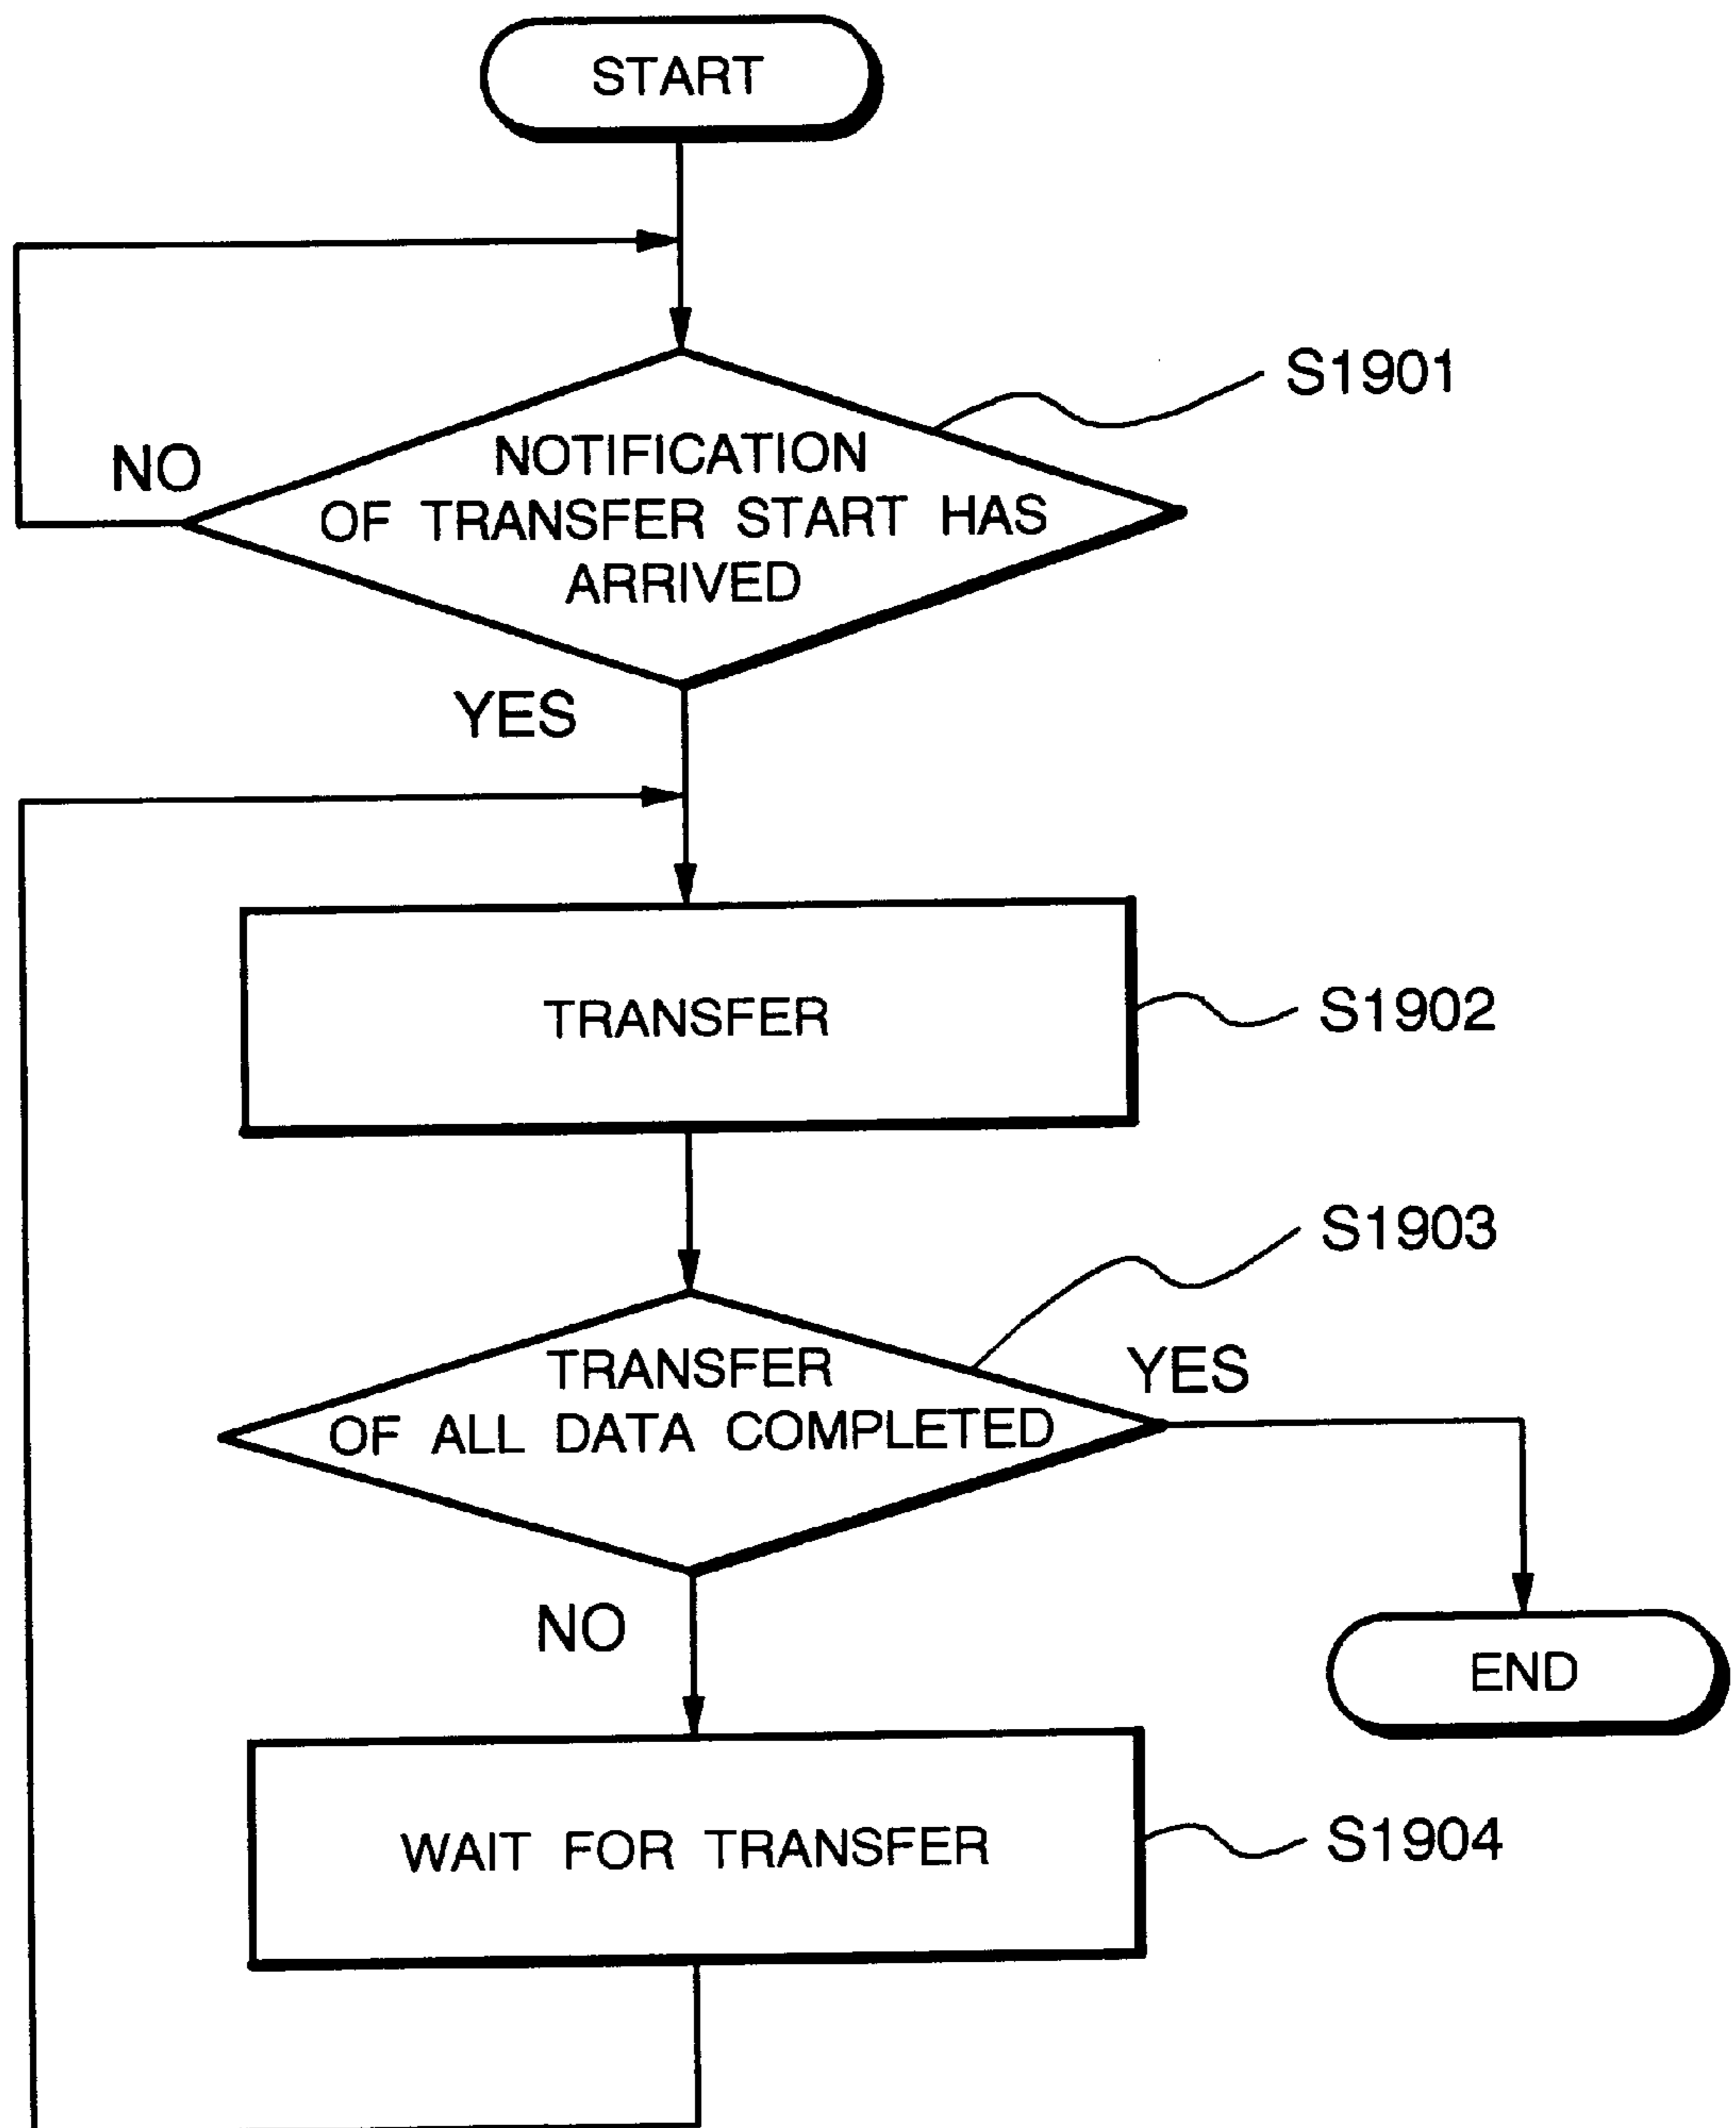 START
S1901
NO
NOTIFICATION
OF TRANSFER START HAS
ARRIVED
YES
TRANSFER
S1902
S1903
TRANSFER
OF ALL DATA COMPLETED
YES
NO
END
WAIT FOR TRANSFER
S1904